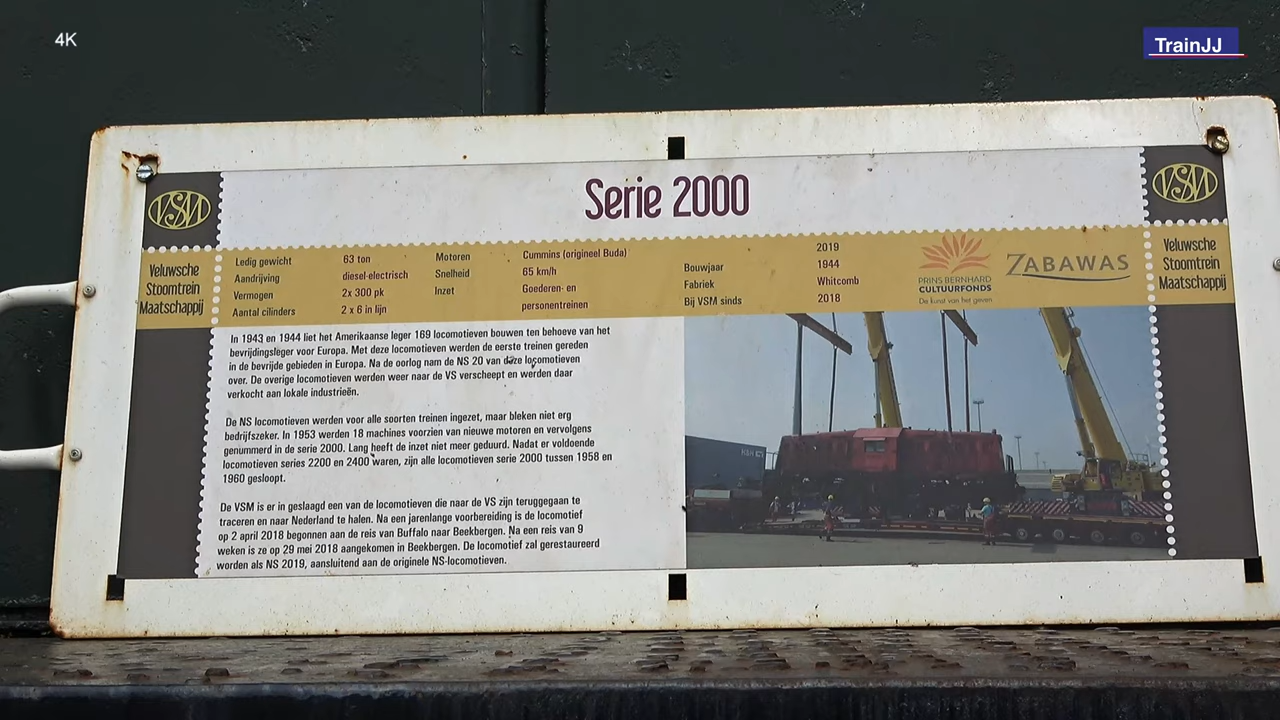 4K
TrainJJ
Serie 2000
VSM
VSM
Veluwsche
Stoomtrein
Maatschappij
Ledig gewicht 63 ton
Aandrijving diesel-electrisch
Vermogen 2x 300 pk
Aantal cilinders 2 x 6 in lijn
Motoren Cummins (origineel Buda)
Snelheid 65 km/h
Inzet Goederen- en
personentreinen
2019
Bouwjaar 1944
Fabriek Whitcomb
Bij VSM sinds 2018
PRINS BERNHARD
CULTUURFONDS
De kunst van het geven
ZABAWAS
Veluwsche
Stoomtrein
Maatschappij
In 1943 en 1944 liet het Amerikaanse leger 169 locomotieven bouwen ten behoeve van het
bevrijdingsleger voor Europa. Met deze locomotieven werden de eerste treinen gereden
in de bevrijde gebieden in Europa. Na de oorlog nam de NS 20 van deze locomotieven
over. De overige locomotieven werden weer naar de VS verscheept en werden daar
verkocht aan lokale industrieën.
De NS locomotieven werden voor alle soorten treinen ingezet, maar bleken niet erg
bedrijfszeker. In 1953 werden 18 machines voorzien van nieuwe motoren en vervolgens
genummerd in de serie 2000. Lang heeft de inzet niet meer geduurd. Nadat er voldoende
locomotieven series 2200 en 2400 waren, zijn alle locomotieven serie 2000 tussen 1958 en
1960 gesloopt.
De VSM is er in geslaagd een van de locomotieven die naar de VS zijn teruggegaan te
traceren en naar Nederland te halen. Na een jarenlange voorbereiding is de locomotief
op 2 april 2018 begonnen aan de reis van Buffalo naar Beekbergen. Na een reis van 9
weken is ze op 29 mei 2018 aangekomen in Beekbergen. De locomotief zal gerestaureerd
worden als NS 2019, aansluitend aan de originele NS-locomotieven.